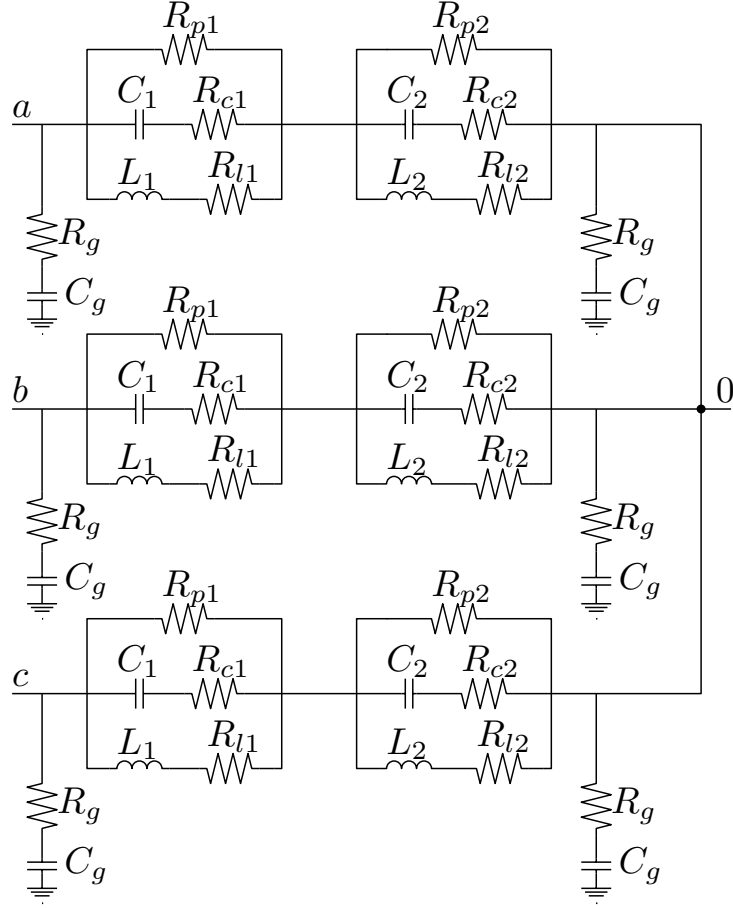 R_{p1} R_{p2}
a C_1 R_{c1} C_2 R_{c2}
L_1 R_{l1} L_2 R_{l2}
R_g R_g
C_g C_g
R_{p1} R_{p2}
b C_1 R_{c1} C_2 R_{c2} 0
L_1 R_{l1} L_2 R_{l2}
R_g R_g
C_g C_g
R_{p1} R_{p2}
c C_1 R_{c1} C_2 R_{c2}
L_1 R_{l1} L_2 R_{l2}
R_g R_g
C_g C_g